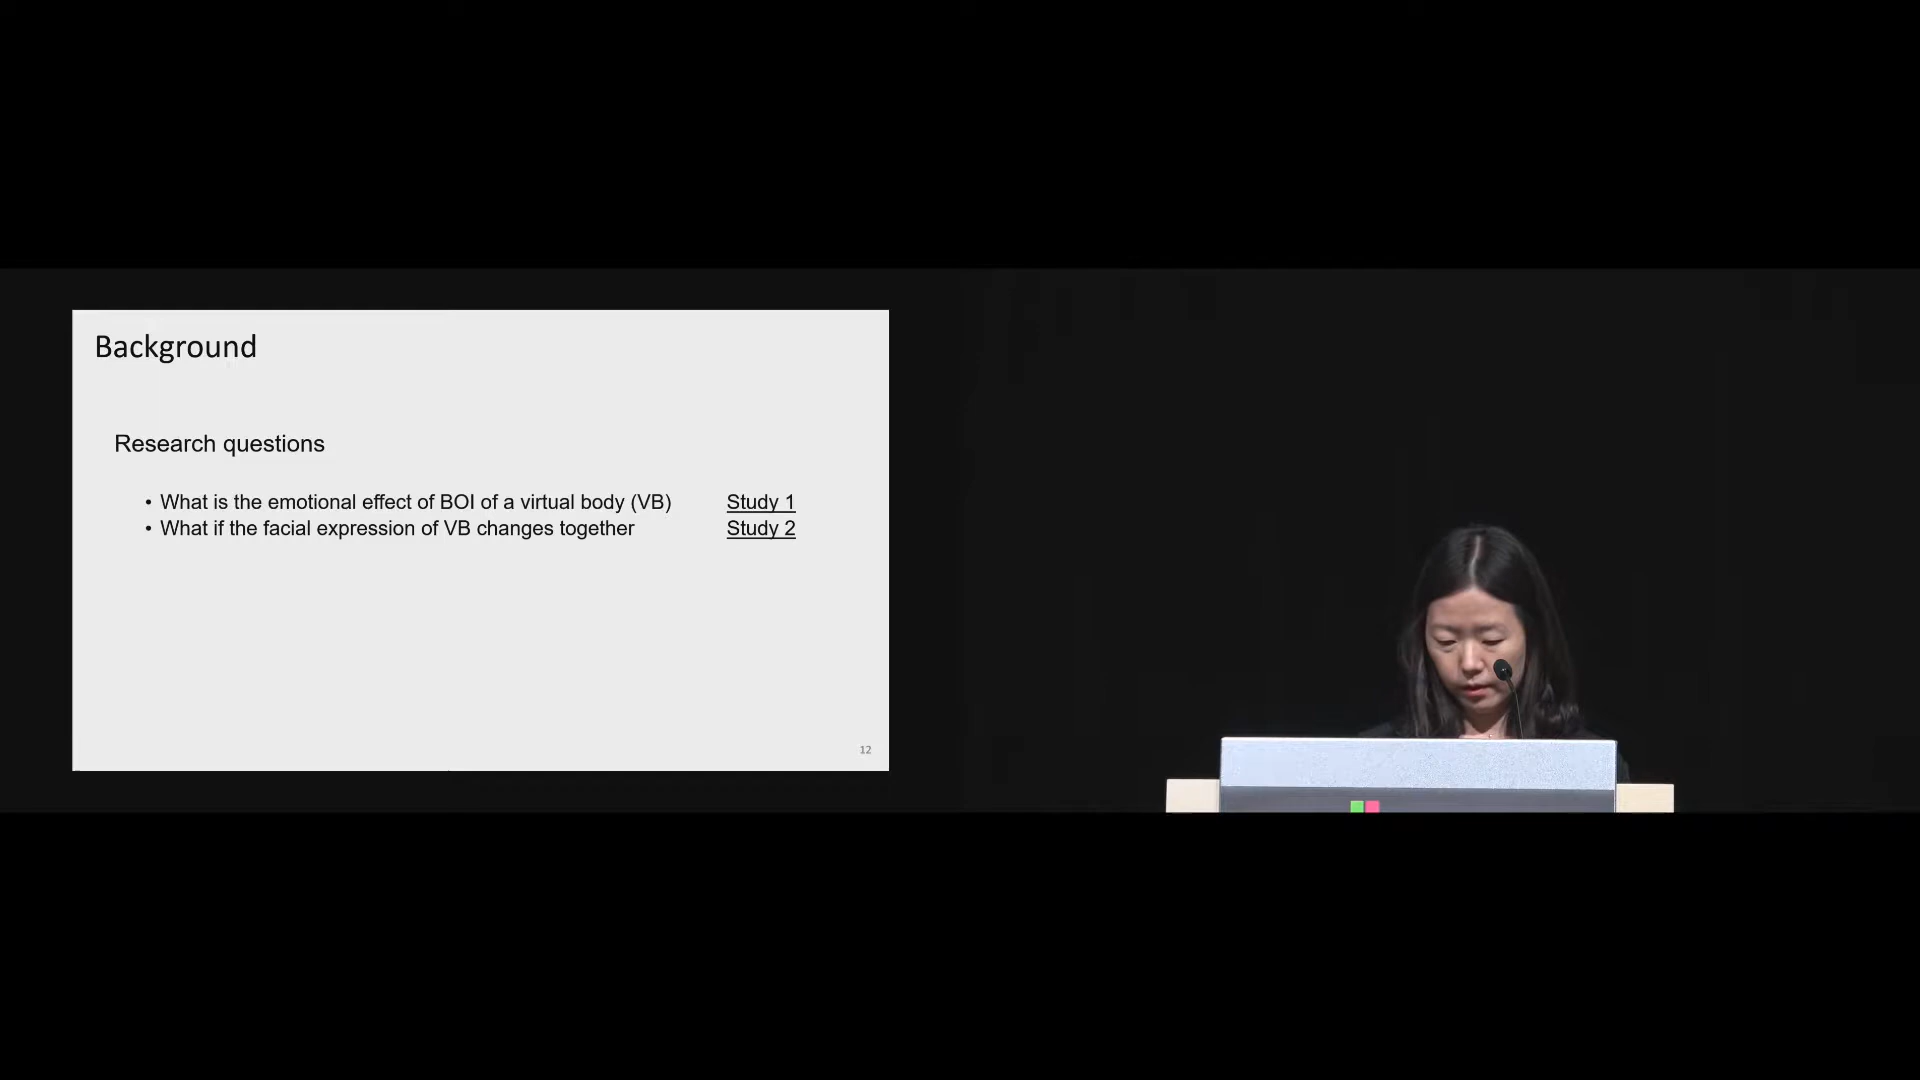 Background
Research questions
• What is the emotional effect of BOI of a virtual body (VB) Study 1
• What if the facial expression of VB changes together Study 2
12